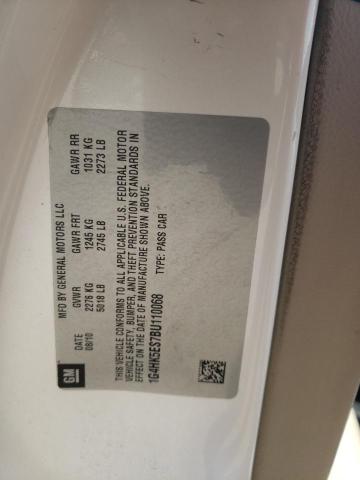 GM
MFD BY GENERAL MOTORS LLC
DATE GVWR GAWR FRT GAWR RR
08/10 2276 KG 1245 KG 1031 KG
5018 LB 2745 LB 2273 LB
THIS VEHICLE CONFORMS TO ALL APPLICABLE U.S. FEDERAL MOTOR
VEHICLE SAFETY, BUMPER, AND THEFT PREVENTION STANDARDS IN
EFFECT ON THE DATE OF MANUFACTURE SHOWN ABOVE.
1G4HK5ES7BU110068 TYPE: PASS CAR